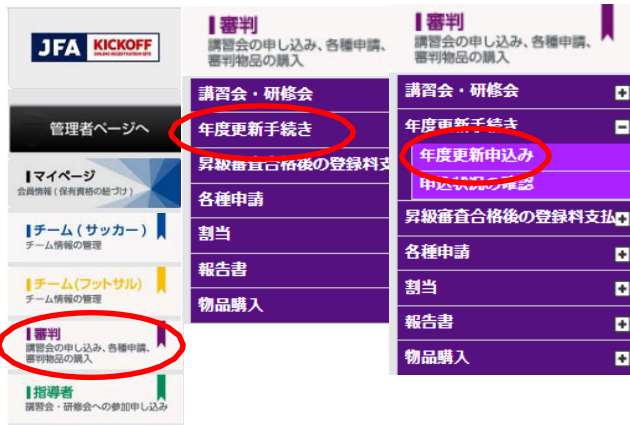 JFA KICKOFF
ONLINE REGISTRATION SITE
管理者ページへ
マイページ
会員情報(保有資格の紐づけ)
チーム(サッカー)
チーム情報の管理
チーム(フットサル)
チーム情報の管理
審判
講習会の申し込み、各種申請、
審判物品の購入
指導者
講習会・研修会への参加申し込み
審判
講習会の申し込み、各種申請、
審判物品の購入
講習会・研修会
年度更新手続き
昇級審査合格後の登録料支
各種申請
割当
報告書
物品購入
審判
講習会の申し込み、各種申請、
審判物品の購入
講習会・研修会
年度更新手続き
年度更新申込み
申込状況の確認
昇級審査合格後の登録料支払
各種申請
割当
報告書
物品購入